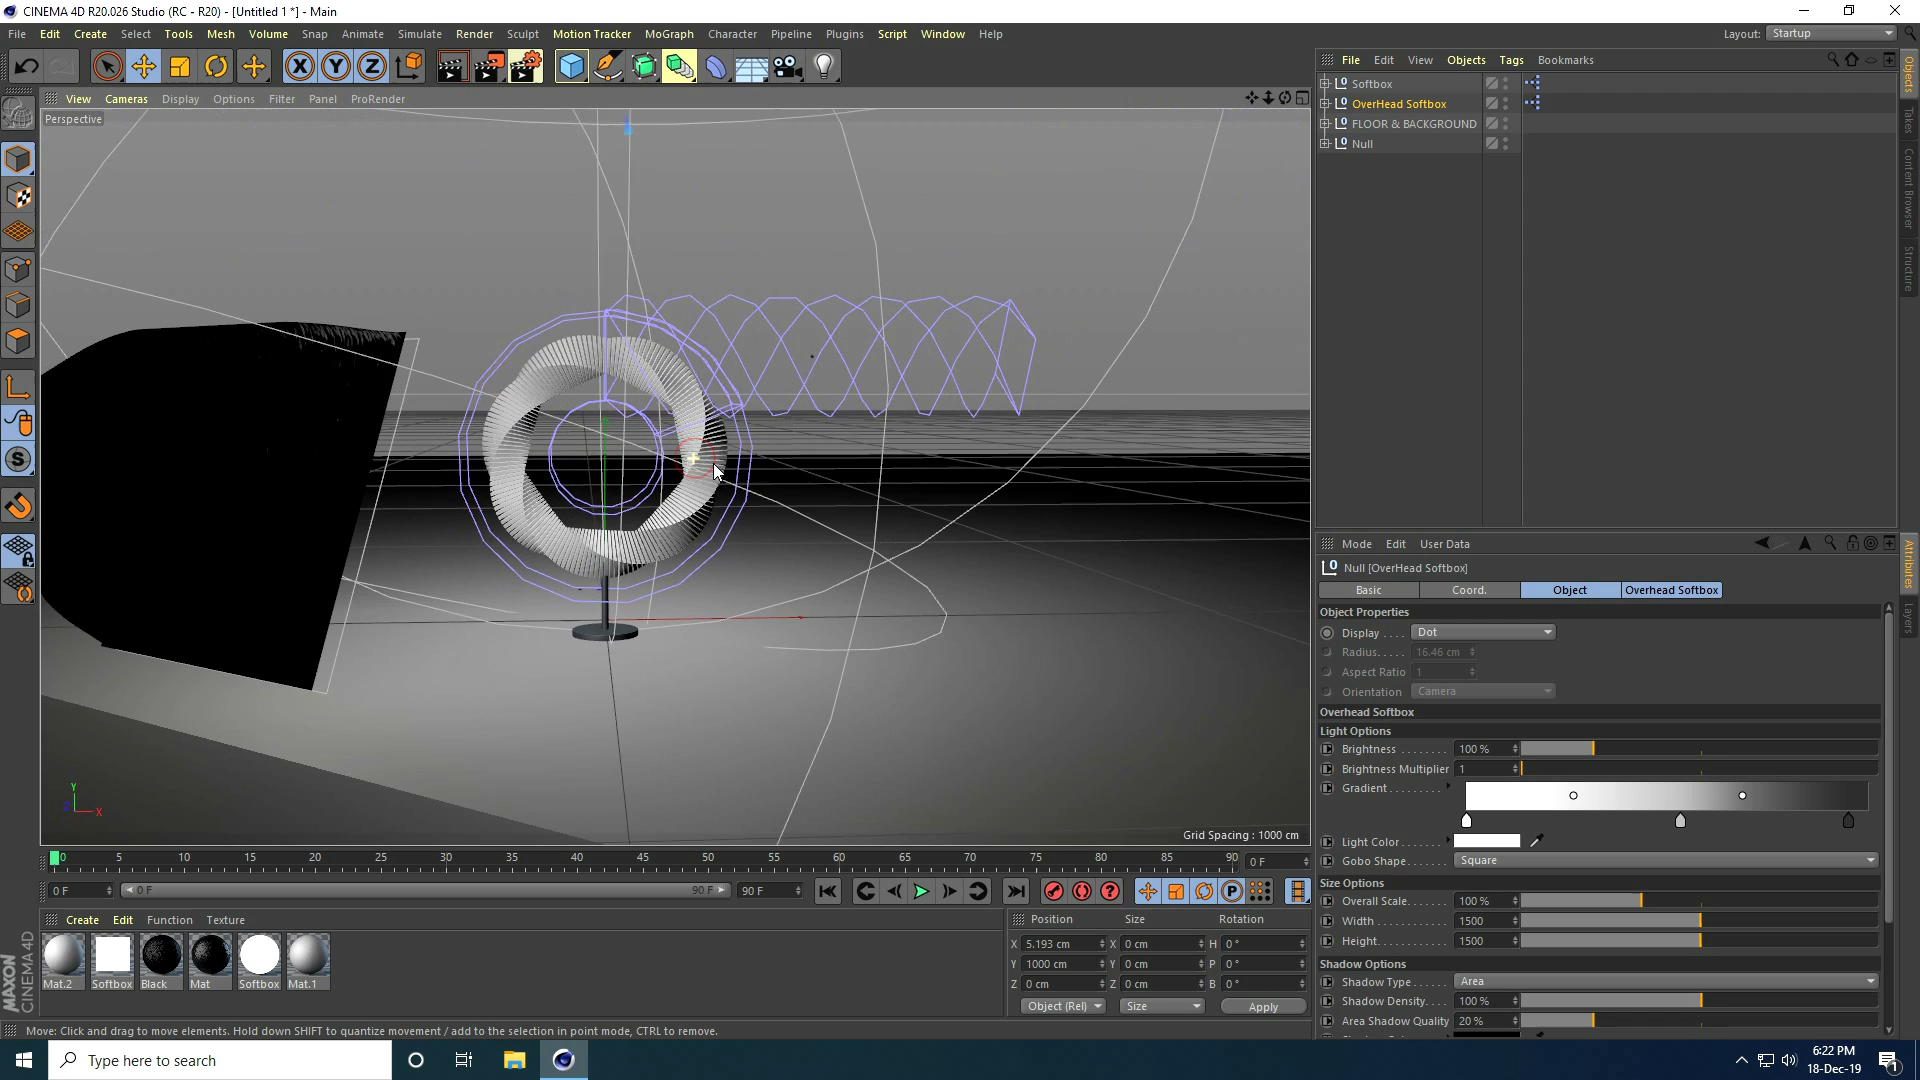 CINEMA 4D R20.026 Studio (RC - R20) - [Untitled 1 *] - Main
File Edit Create Select Tools Mesh Volume Snap Animate Simulate Render Sculpt Motion Tracker MoGraph Character Pipeline Plugins Script Window Help
Layout: Startup
X Y Z
View Cameras Display Options Filter Panel ProRender
Perspective
File Edit View Objects Tags Bookmarks
Softbox
OverHead Softbox
FLOOR & BACKGROUND
Null
Objects
Takes
Content Browser
Structure
Mode Edit User Data
Null [OverHead Softbox]
Basic Coord. Object Overhead Softbox
Object Properties
Display . . . . Dot
Radius. . . . . 16.46 cm
Aspect Ratio 1
Orientation Camera
Overhead Softbox
Light Options
Brightness . . . . . . . . 100 %
Brightness Multiplier 1
Gradient. . . . . . . . .
Light Color. . . . . .
Gobo Shape. . . . . . . Square
Size Options
Overall Scale. . . . . . . 100 %
Width . . . . . . . . . . . 1500
Height. . . . . . . . . . . 1500
Shadow Options
Shadow Type. . . . . . Area
Shadow Density. . . . 100 %
Area Shadow Quality 20 %
Attributes
Layers
Y
Z X
Grid Spacing : 1000 cm
0 5 10 15 20 25 30 35 40 45 50 55 60 65 70 75 80 85 90 0 F
0 F 0 F 90 F 90 F
Create Edit Function Texture
Mat.2 Softbox Black Mat Softbox Mat.1
Position Size Rotation
X 5.193 cm X 0 cm H 0 °
Y 1000 cm Y 0 cm P 0 °
Z 0 cm Z 0 cm B 0 °
Object (Rel) Size Apply
MAXON
CINEMA 4D
Move: Click and drag to move elements. Hold down SHIFT to quantize movement / add to the selection in point mode, CTRL to remove.
Type here to search
6:22 PM
18-Dec-19
1